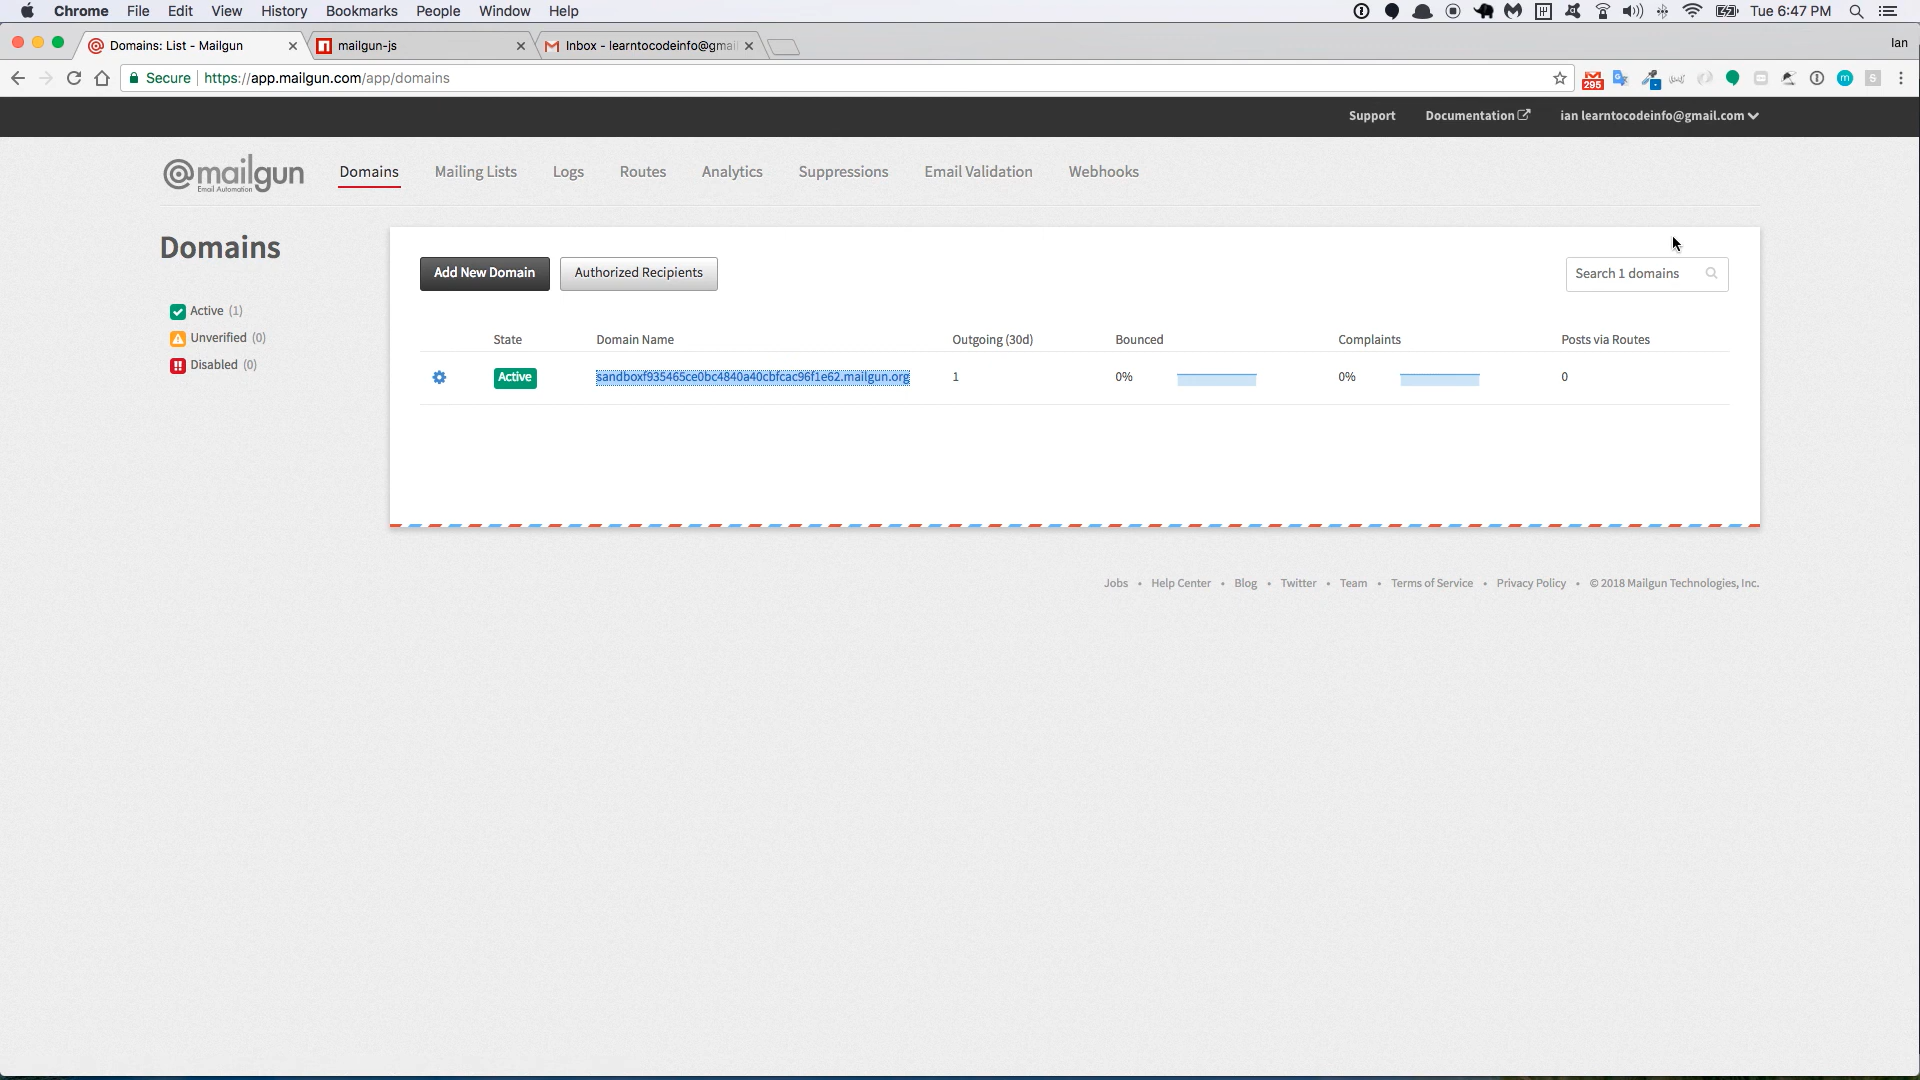 Chrome File Edit View History Bookmarks People Window Help Tue 6:47 PM
Domains: List - Mailgun mailgun-js Inbox - learntocodeinfo@gmai Ian
Secure https://app.mailgun.com/app/domains 295
Support Documentation ian learntocodeinfo@gmail.com
@mailgun Domains Mailing Lists Logs Routes Analytics Suppressions Email Validation Webhooks
Email Automation
Domains
Add New Domain Authorized Recipients Search 1 domains
Active (1)
Unverified (0)
Disabled (0)
State Domain Name Outgoing (30d) Bounced Complaints Posts via Routes
Active sandboxf935465ce0bc4840a40cbfcac96f1e62.mailgun.org 1 0% 0% 0
Jobs • Help Center • Blog • Twitter • Team • Terms of Service • Privacy Policy • © 2018 Mailgun Technologies, Inc.